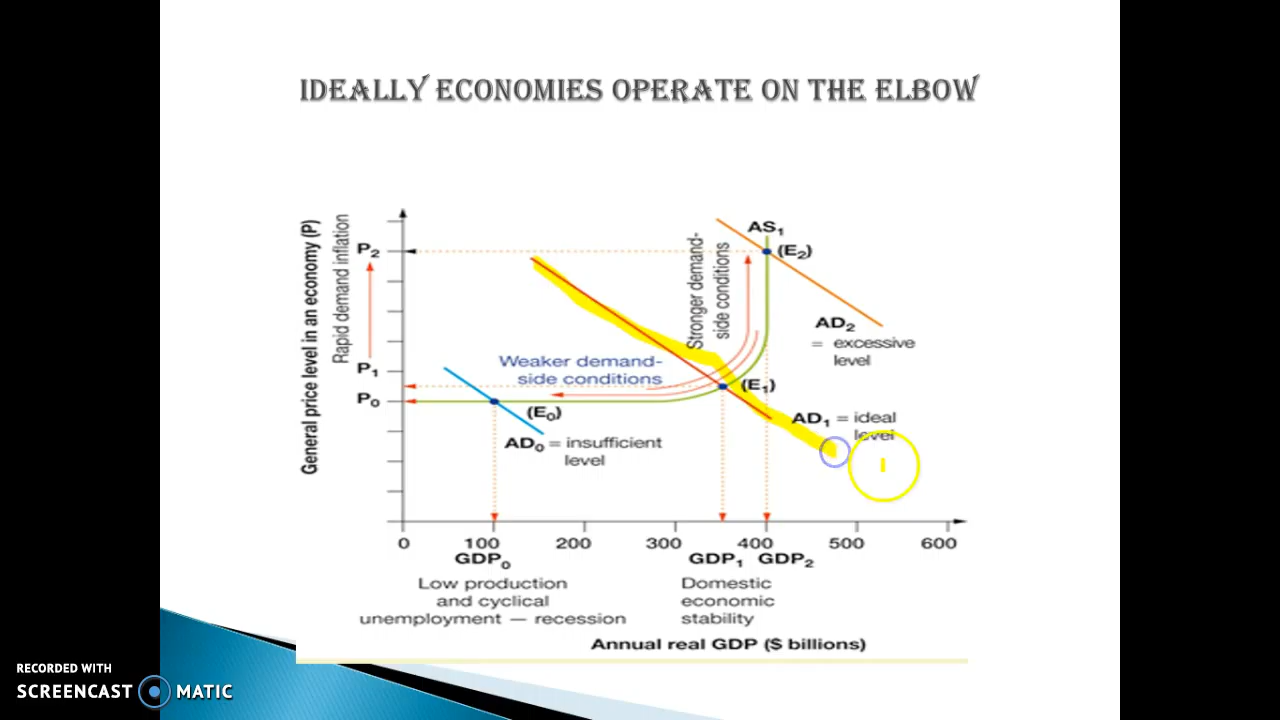 IDEALLY ECONOMIES OPERATE ON THE ELBOW
General price level in an economy (P)
Rapid demand inflation
P2
P1
P0
Stronger demand-
side conditions
AS1
(E2)
AD2
= excessive
level
Weaker demand-
side conditions
(E1)
(E0)
AD1 = ideal
level
AD0 = insufficient
level
0 100 200 300 400 500 600
GDP0 GDP1 GDP2
Low production
and cyclical
unemployment — recession
Domestic
economic
stability
Annual real GDP ($ billions)
RECORDED WITH
SCREENCAST MATIC